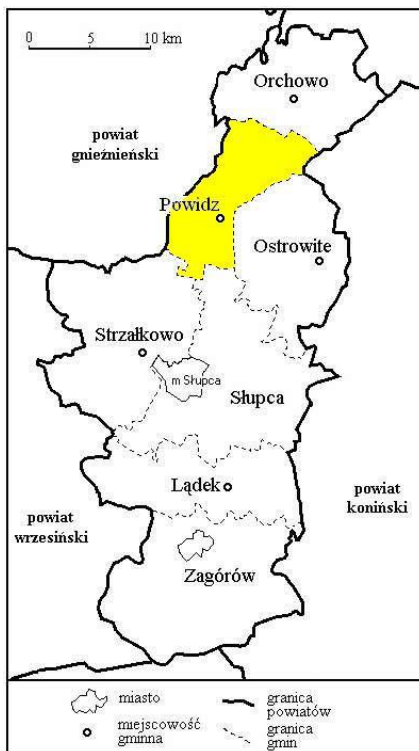 0 5 10 km
Orchowo
powiat
gnieźnieński
Powidz
Ostrowite
Strzałkowo
m Słupca
Słupca
Lądek
powiat
wrzesiński
powiat
koniński
Zagórów
miasto
granica
powiatów
miejscowość
gminna
granica
gmin